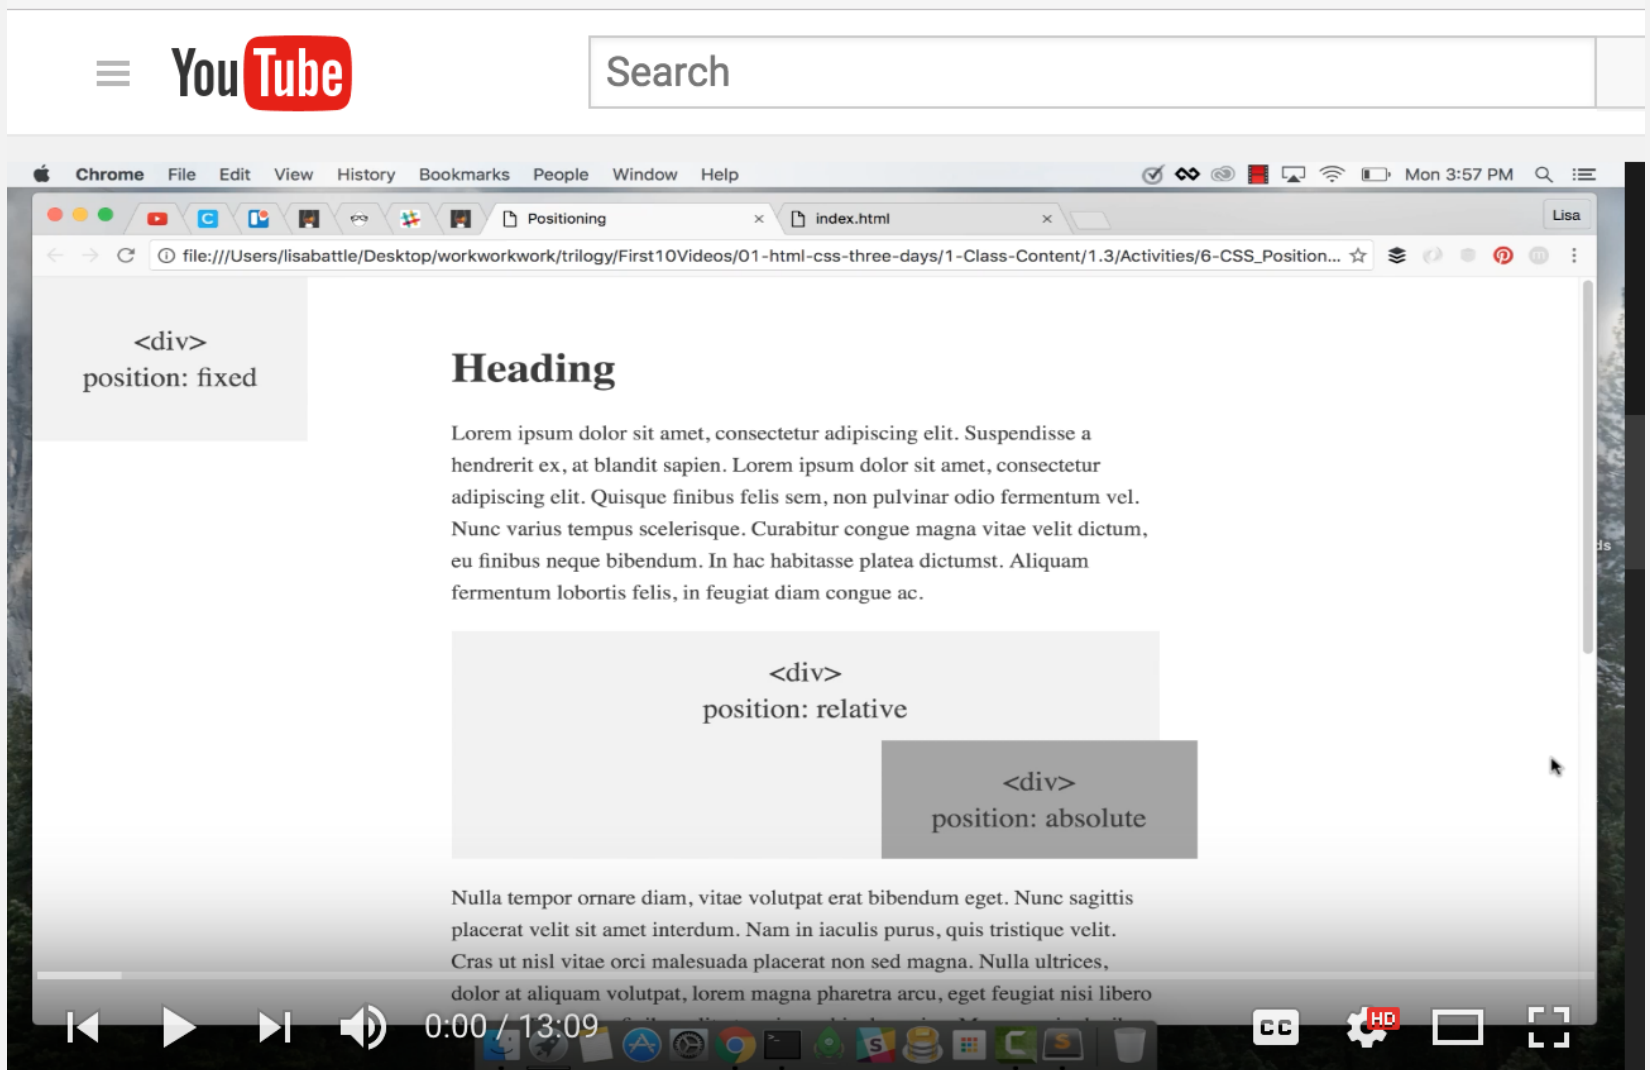 YouTube
Search
Chrome File Edit View History Bookmarks People Window Help
Mon 3:57 PM
Positioning
index.html
Lisa
file:///Users/lisabattle/Desktop/workworkwork/trilogy/First10Videos/01-html-css-three-days/1-Class-Content/1.3/Activities/6-CSS_Position...
<div>
position: fixed
Heading
Lorem ipsum dolor sit amet, consectetur adipiscing elit. Suspendisse a
hendrerit ex, at blandit sapien. Lorem ipsum dolor sit amet, consectetur
adipiscing elit. Quisque finibus felis sem, non pulvinar odio fermentum vel.
Nunc varius tempus scelerisque. Curabitur congue magna vitae velit dictum,
eu finibus neque bibendum. In hac habitasse platea dictumst. Aliquam
fermentum lobortis felis, in feugiat diam congue ac.
ds
<div>
position: relative
<div>
position: absolute
Nulla tempor ornare diam, vitae volutpat erat bibendum eget. Nunc sagittis
placerat velit sit amet interdum. Nam in iaculis purus, quis tristique velit.
Cras ut nisl vitae orci malesuada placerat non sed magna. Nulla ultrices,
dolor at aliquam volutpat, lorem magna pharetra arcu, eget feugiat nisi libero
0:00 / 13:09
CC
HD